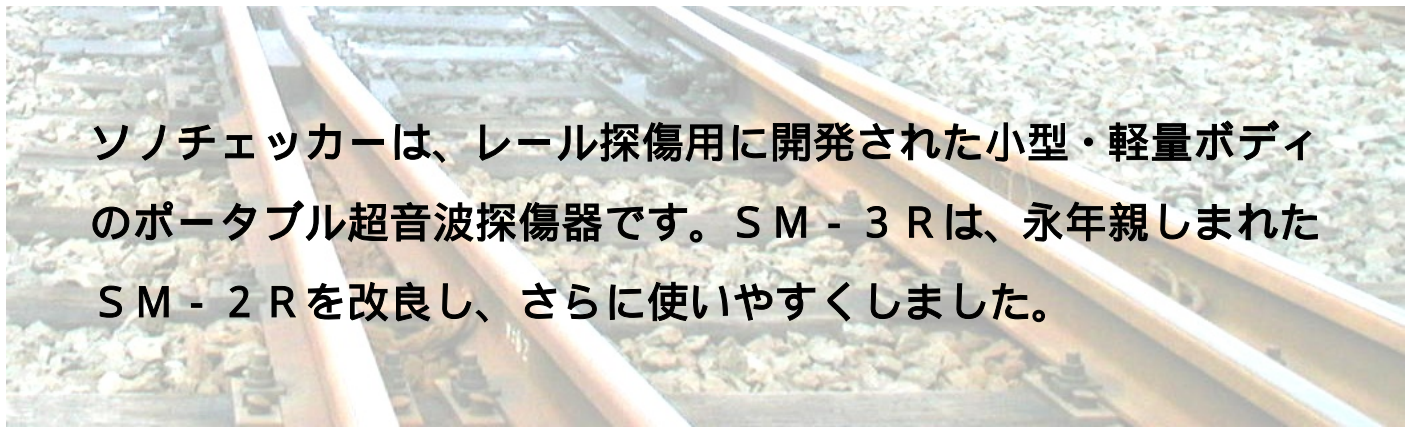 ソノチェッカーは、レール探傷用に開発された小型・軽量ボディ
のポータブル超音波探傷器です。ＳＭ－３Ｒは、永年親しまれた
ＳＭ－２Ｒを改良し、さらに使いやすくしました。